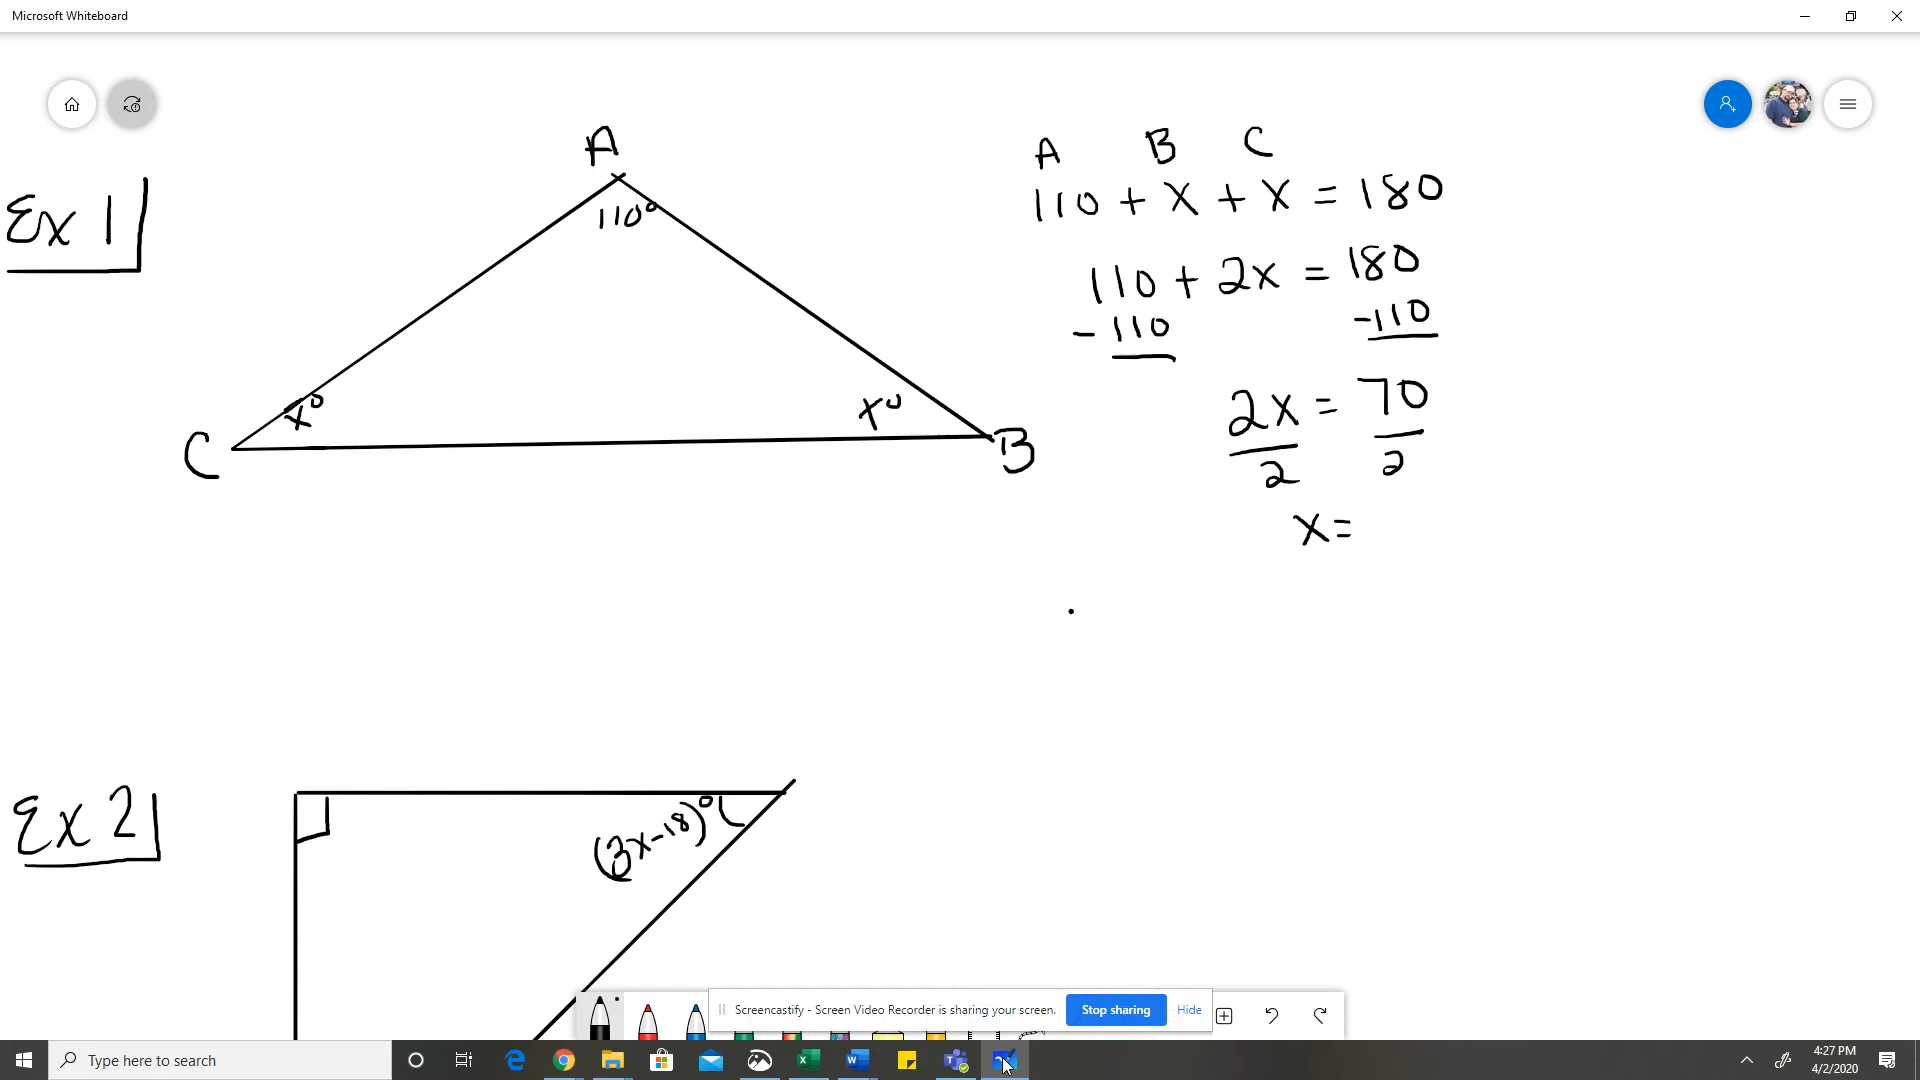 Microsoft Whiteboard
A
110°
x°
x°
C
B
Ex 1
A B C
110 + x + x = 180
110 + 2x = 180
- 110 -110
2x = 70
2 2
x =
Ex 2
(3x-18)°
Screencastify - Screen Video Recorder is sharing your screen.
Stop sharing
Hide
Type here to search
4:27 PM
4/2/2020